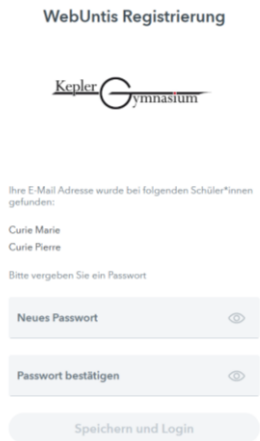 WebUntis Registrierung
Kepler
Gymnasium
Ihre E-Mail Adresse wurde bei folgenden Schüler*innen
gefunden:
Curie Marie
Curie Pierre
Bitte vergeben Sie ein Passwort
Neues Passwort
Passwort bestätigen
Speichern und Login